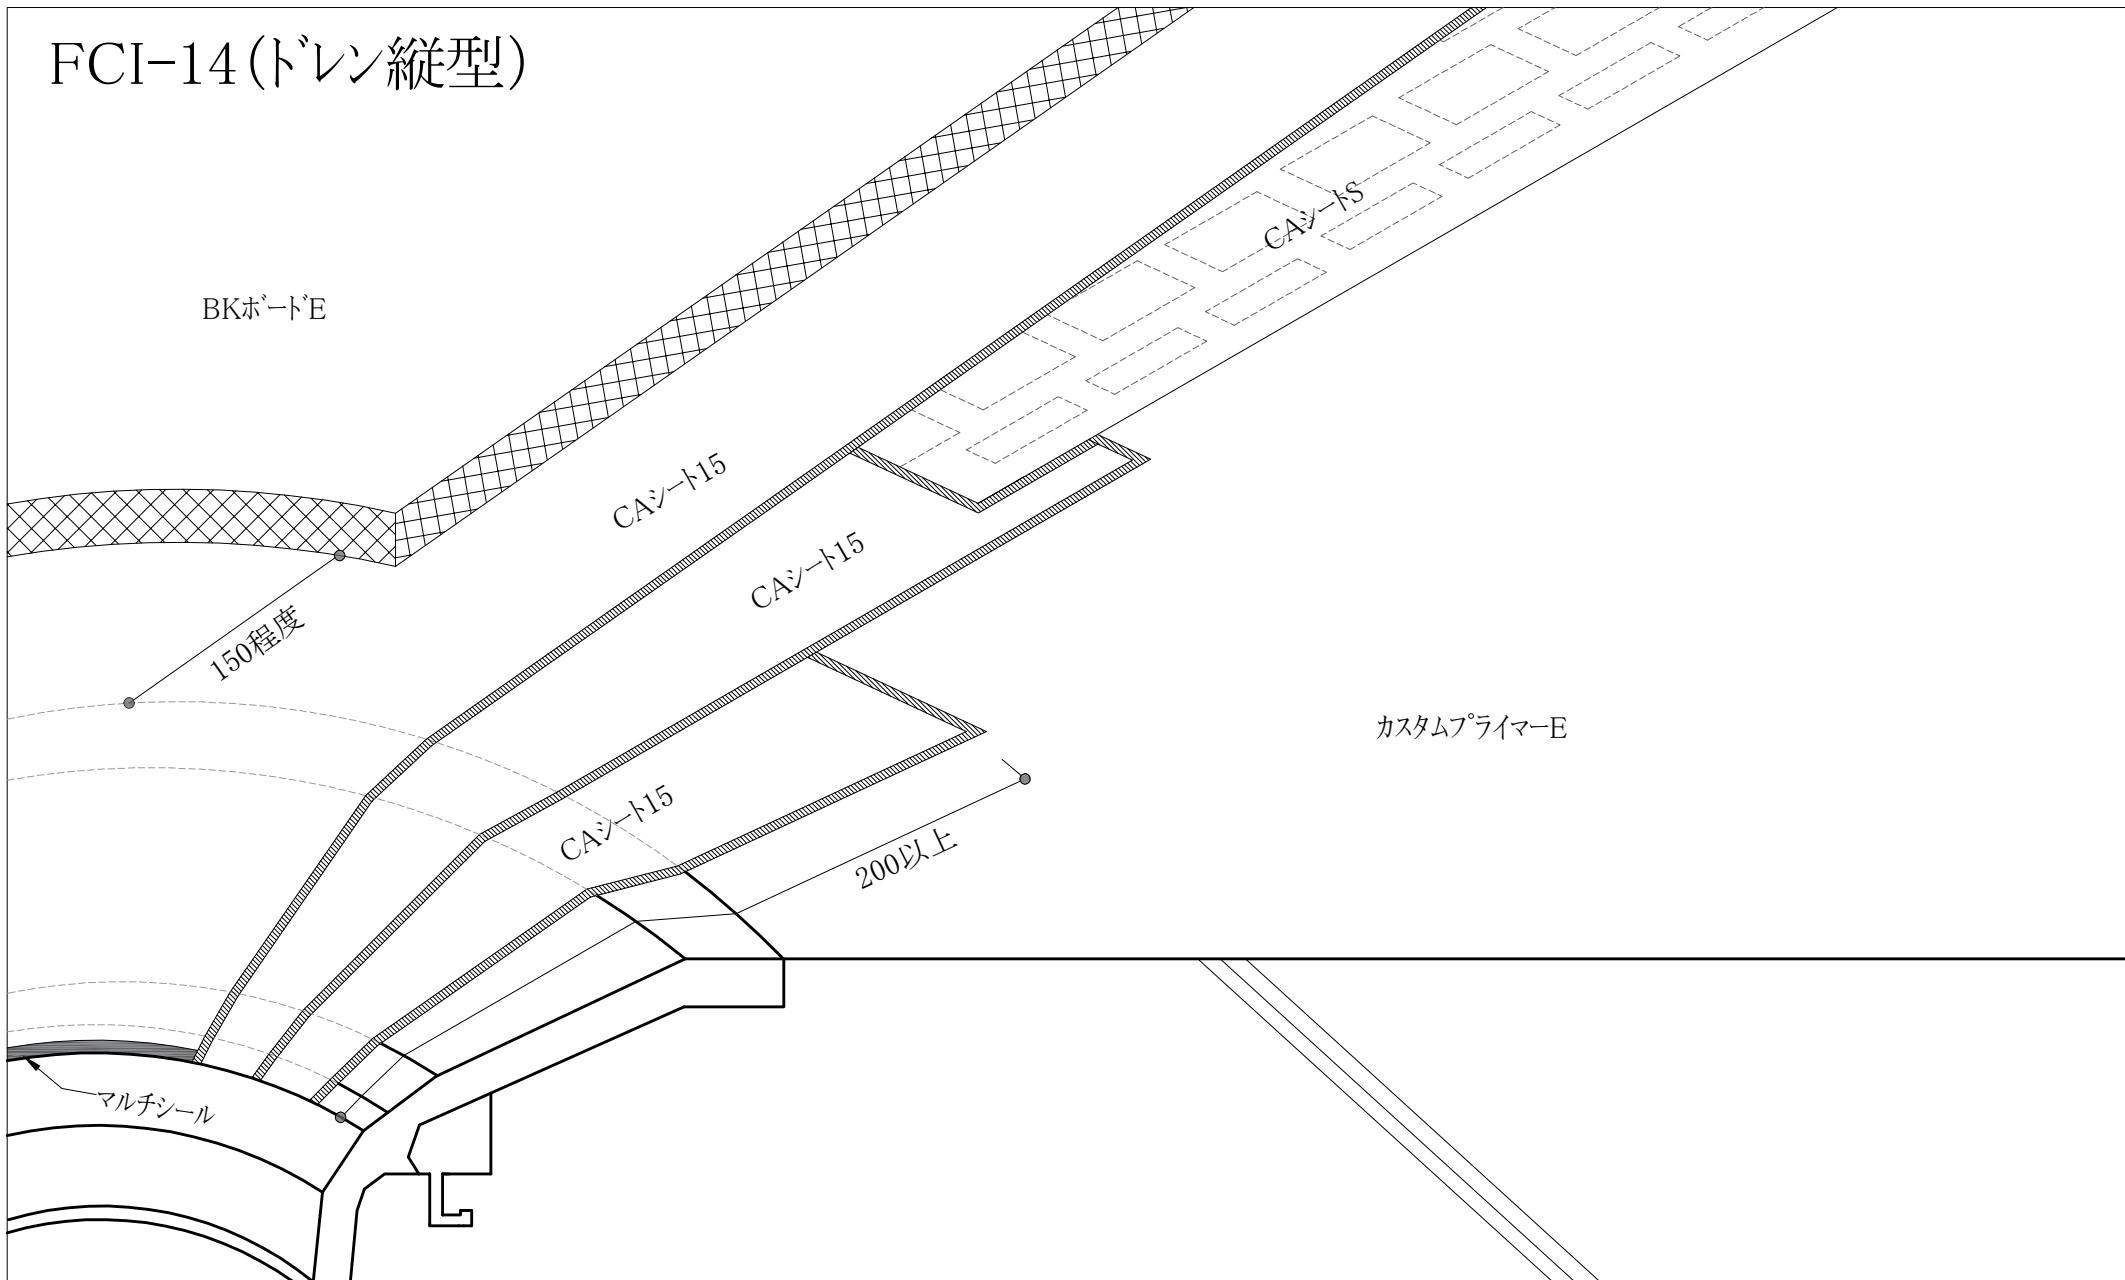 FCI-14(ドレン縦型)
CAシートS
BKボードE
CAシート15
CAシート15
150程度
カスタムプライマーE
CAシート15
200以上
マルチシール